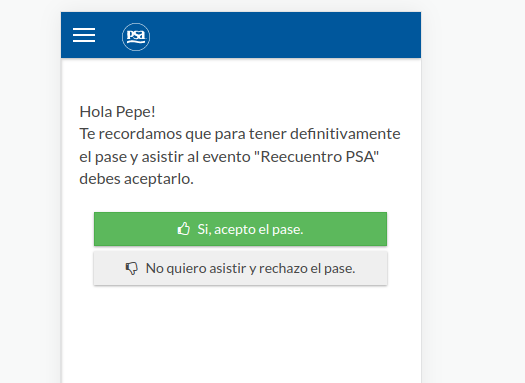 psa
Hola Pepe!
Te recordamos que para tener definitivamente
el pase y asistir al evento "Reecuentro PSA"
debes aceptarlo.
Si, acepto el pase.
No quiero asistir y rechazo el pase.